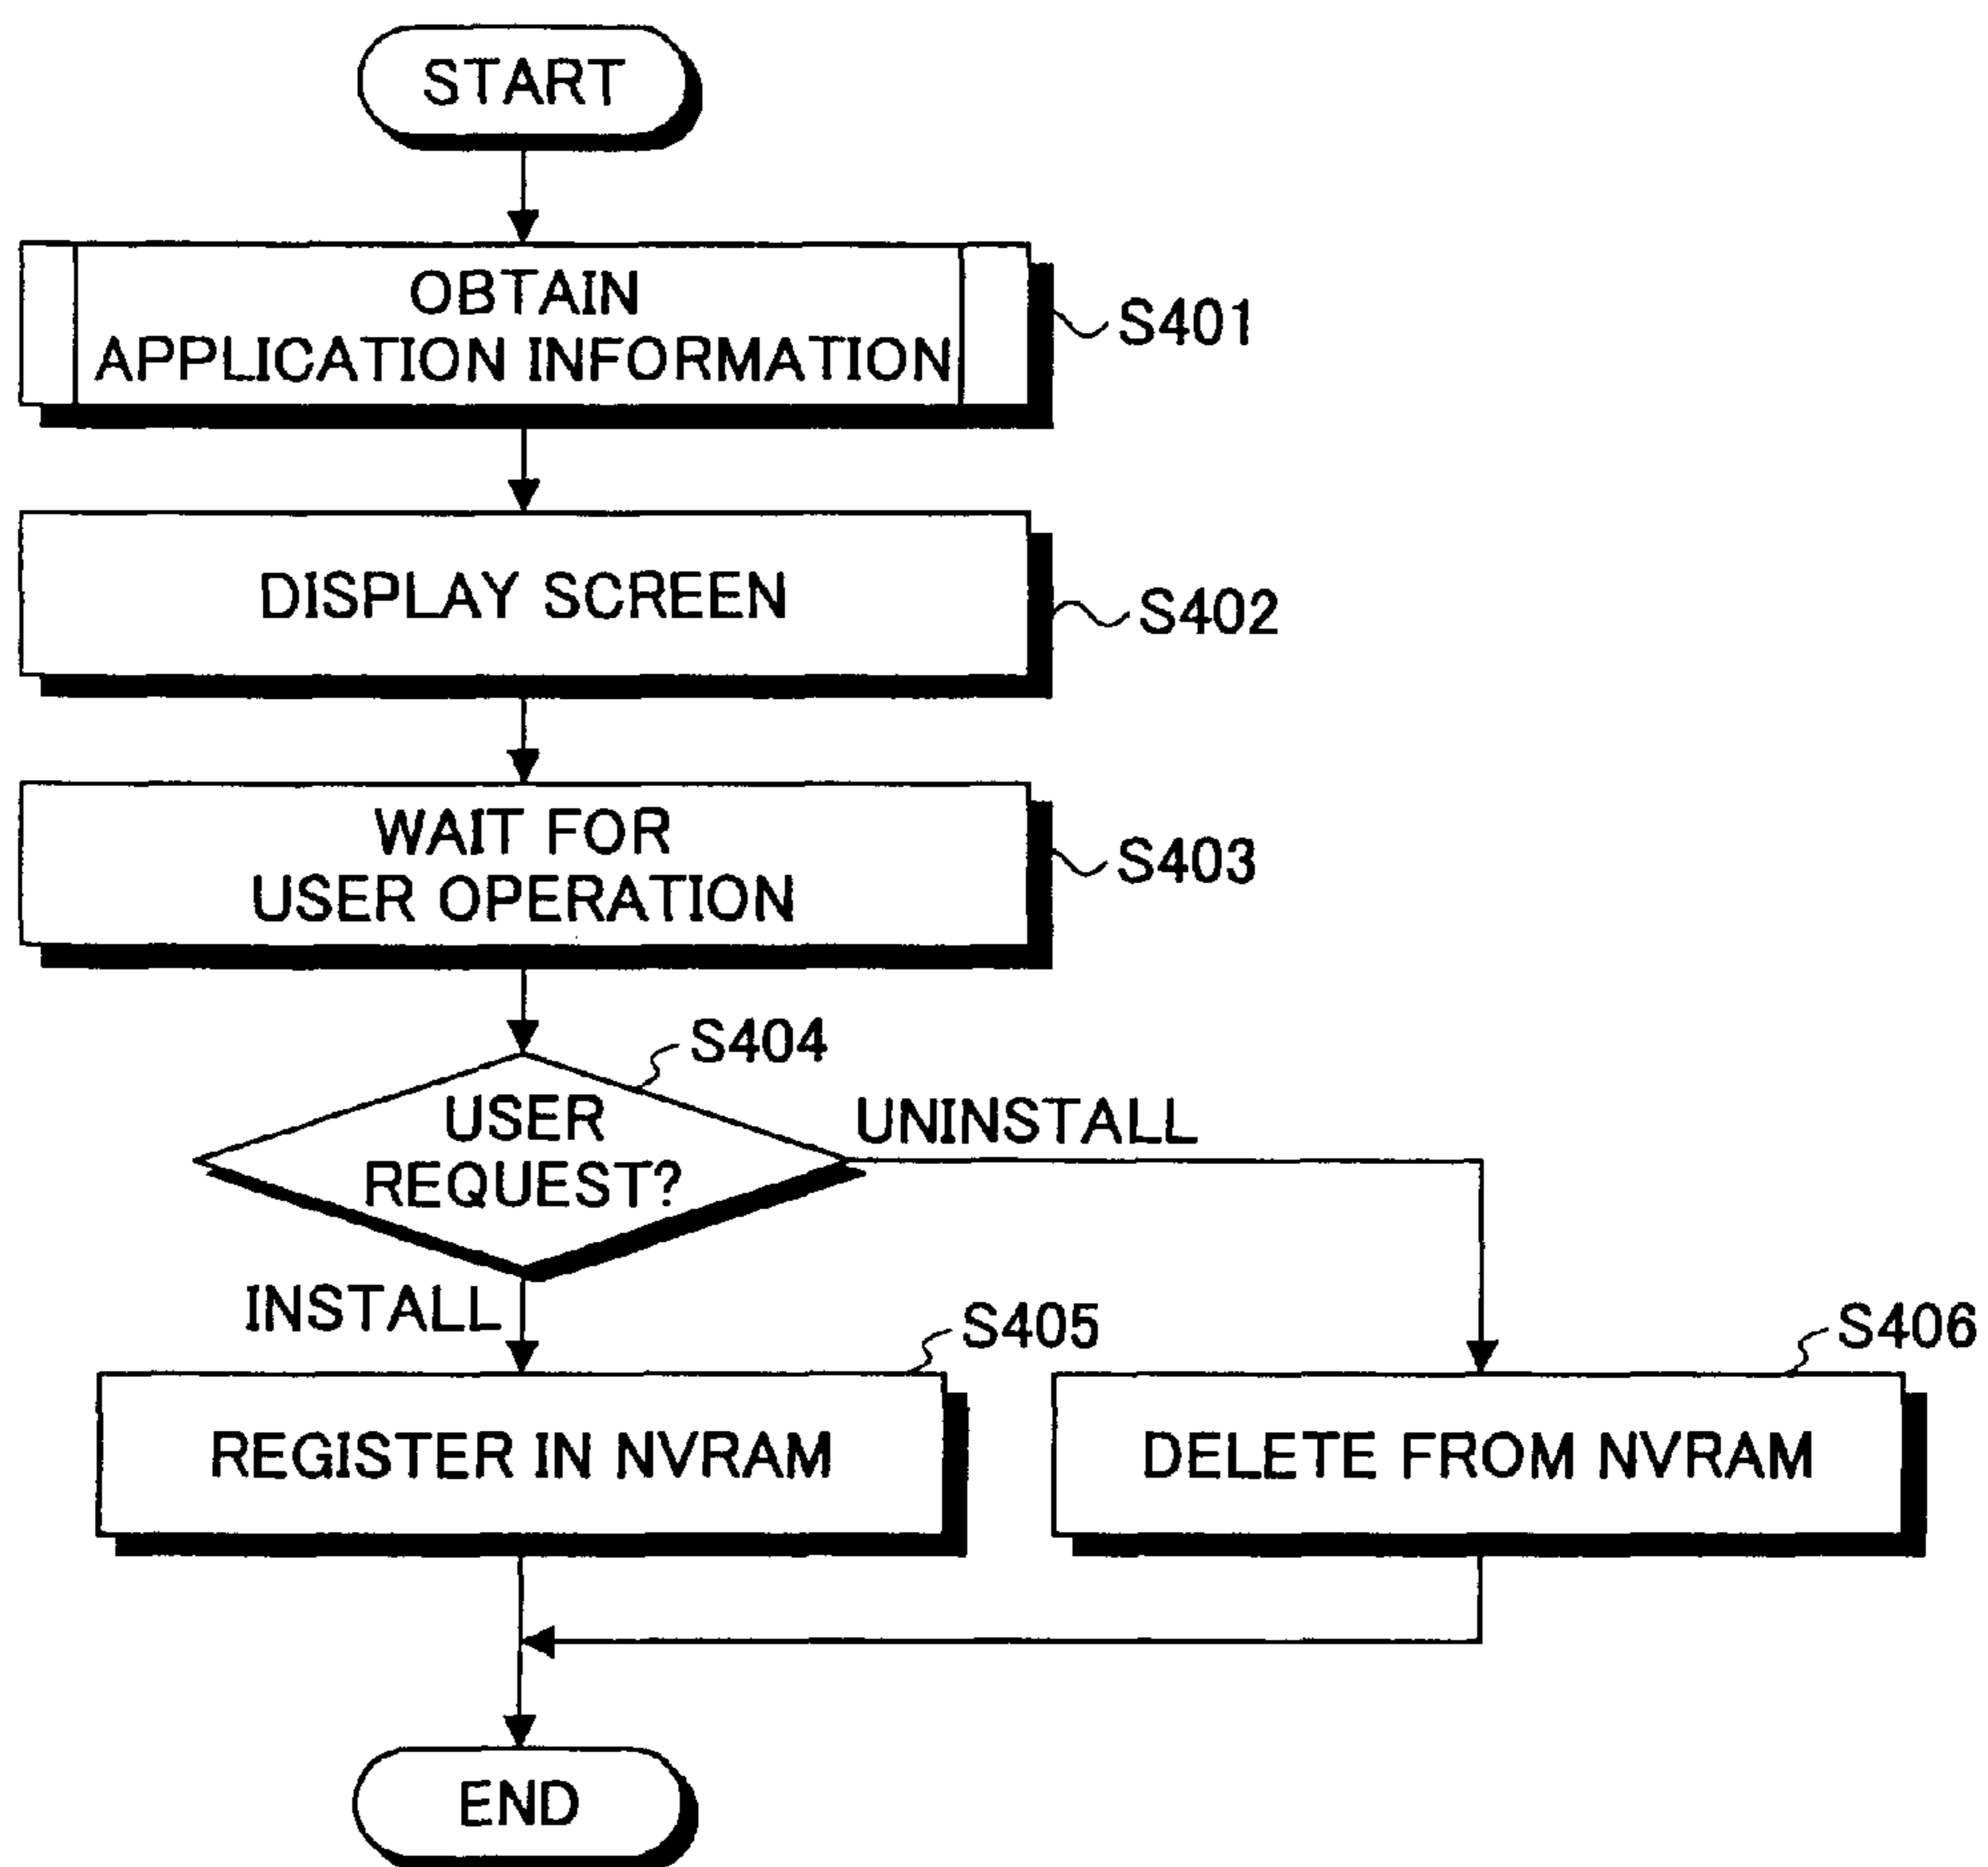 START
OBTAIN
APPLICATION INFORMATION
S401
DISPLAY SCREEN
S402
WAIT FOR
USER OPERATION
S403
S404
USER
REQUEST?
UNINSTALL
INSTALL
S405
S406
REGISTER IN NVRAM
DELETE FROM NVRAM
END